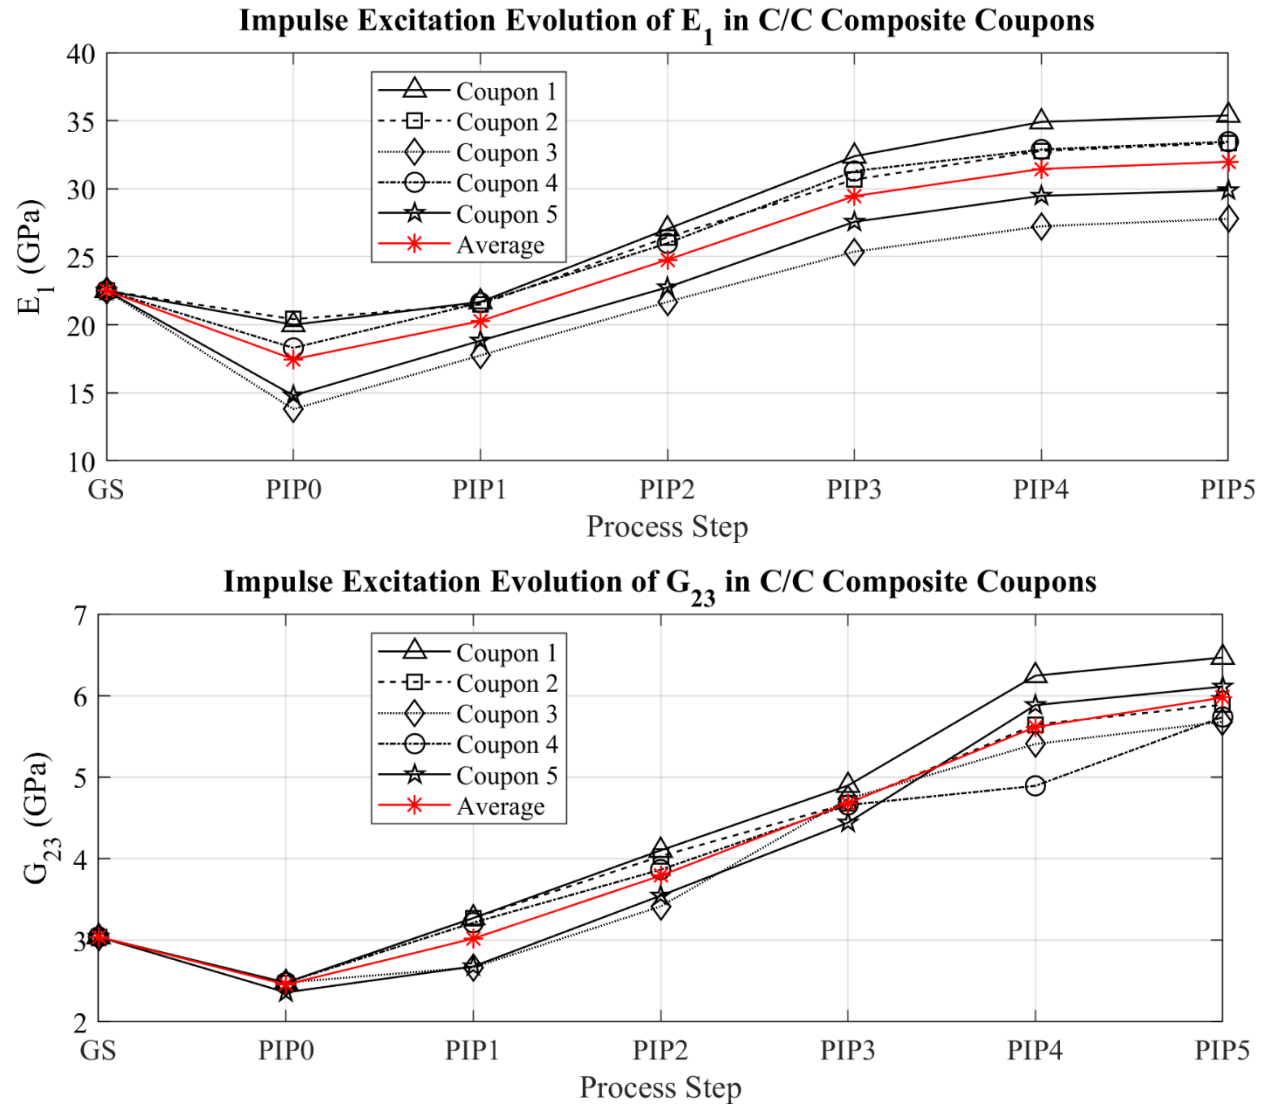 Impulse Excitation Evolution of E1 in C/C Composite Coupons
40
35
30
25
20
15
10
E1 (GPa)
Coupon 1
Coupon 2
Coupon 3
Coupon 4
Coupon 5
Average
GS PIP0 PIP1 PIP2 PIP3 PIP4 PIP5
Process Step
Impulse Excitation Evolution of G23 in C/C Composite Coupons
7
6
5
4
3
2
G23 (GPa)
Coupon 1
Coupon 2
Coupon 3
Coupon 4
Coupon 5
Average
GS PIP0 PIP1 PIP2 PIP3 PIP4 PIP5
Process Step